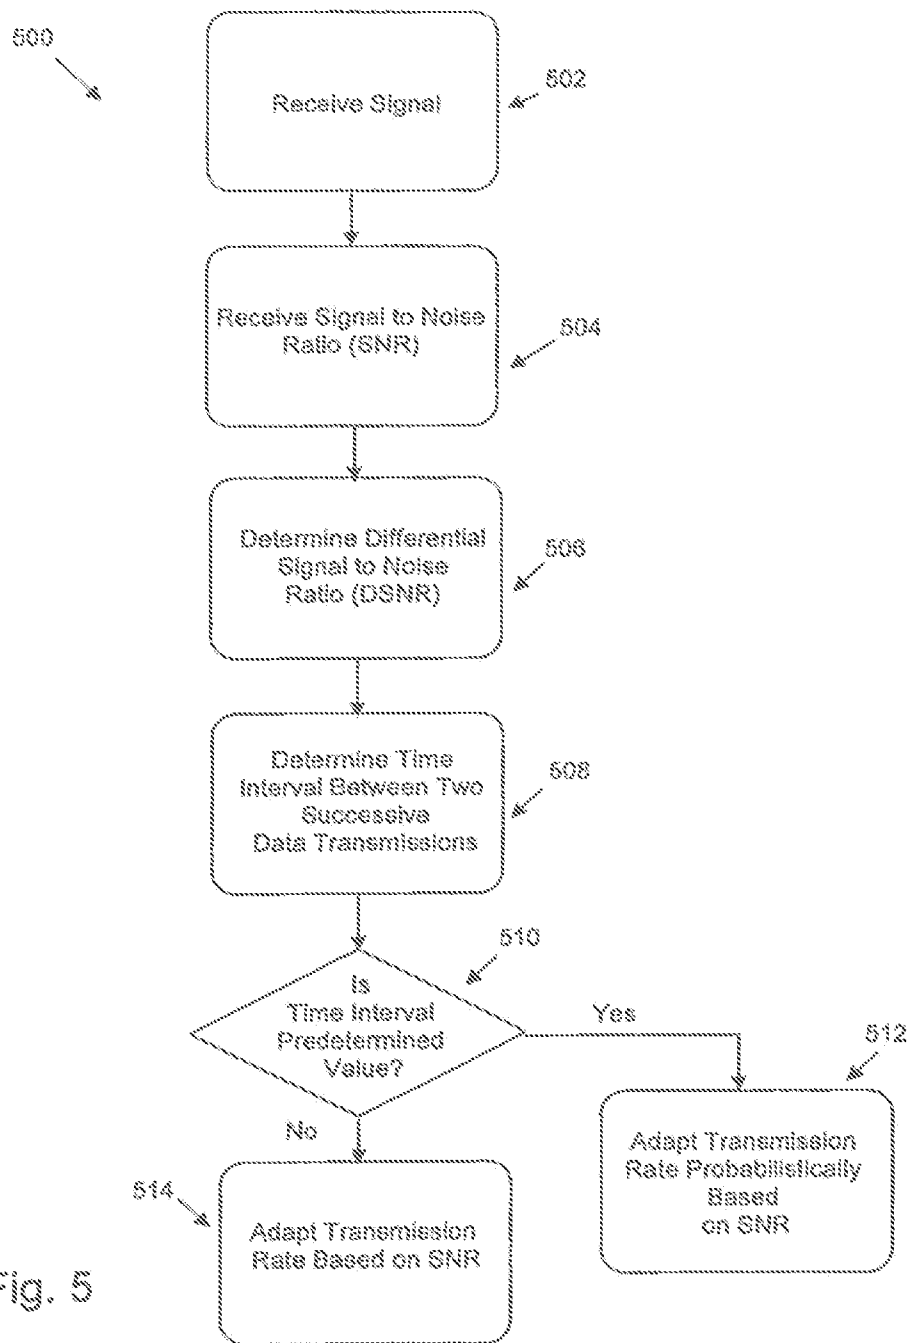 500
Receive Signal
502
Receive Signal to Noise
Ratio (SNR)
504
Determine Differential
Signal to Noise
Ratio (DSNR)
506
Determine Time
Interval Between Two
Successive
Data Transmissions
508
Is
Time Interval
Predetermined
Value?
510
Yes
No
512
Adapt Transmission
Rate Probabilistically
Based
on SNR
514
Adapt Transmission
Rate Based on SNR
Fig. 5